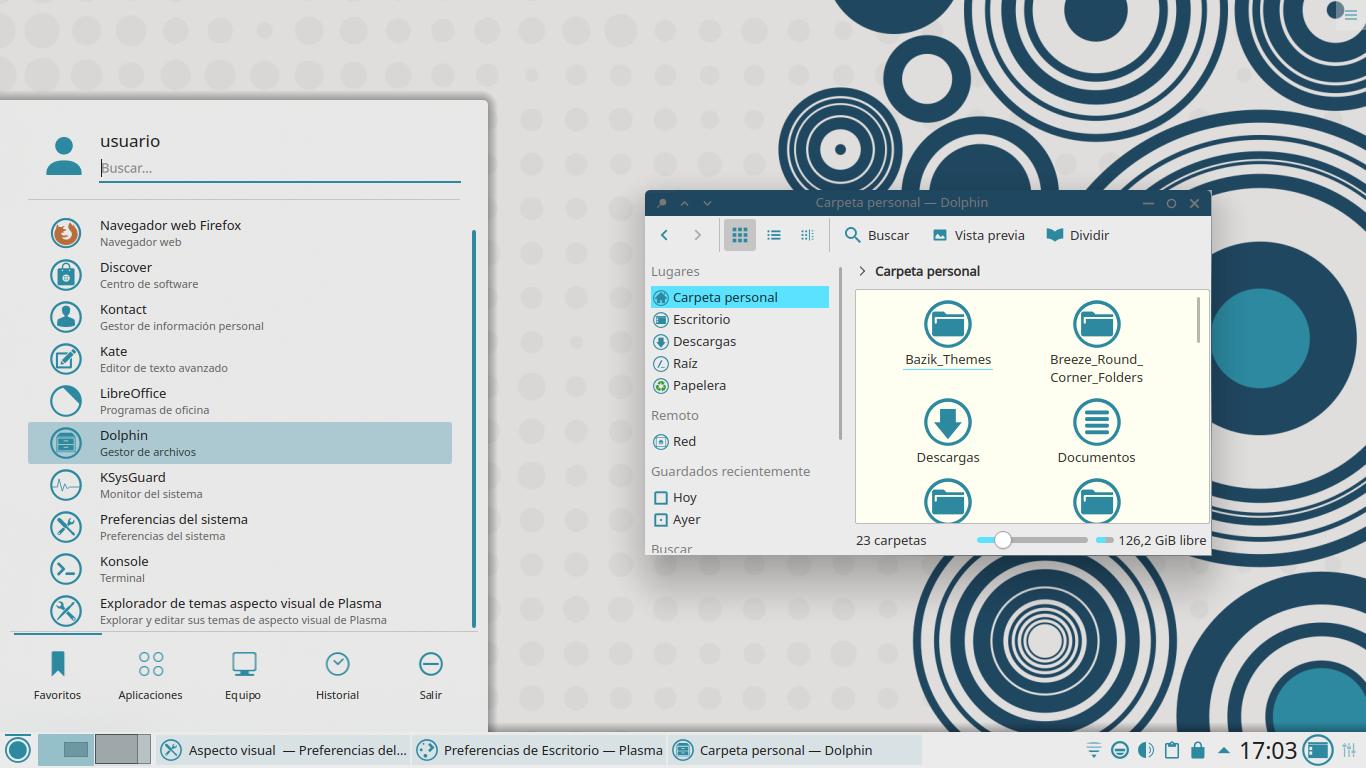 usuario
Buscar...
Navegador web Firefox
Navegador web
Discover
Centro de software
Kontact
Gestor de información personal
Kate
Editor de texto avanzado
LibreOffice
Programas de oficina
Dolphin
Gestor de archivos
KSysGuard
Monitor del sistema
Preferencias del sistema
Preferencias del sistema
Konsole
Terminal
Explorador de temas aspecto visual de Plasma
Explorar y editar sus temas de aspecto visual de Plasma
Favoritos
Aplicaciones
Equipo
Historial
Salir
Carpeta personal — Dolphin
Buscar
Vista previa
Dividir
Lugares
Carpeta personal
Escritorio
Descargas
Raíz
Papelera
Remoto
Red
Guardados recientemente
Hoy
Ayer
Buscar
Carpeta personal
Bazik_Themes
Breeze_Round_
Corner_Folders
Descargas
Documentos
23 carpetas
126,2 GiB libre
Aspecto visual — Preferencias del...
Preferencias de Escritorio — Plasma
Carpeta personal — Dolphin
17:03